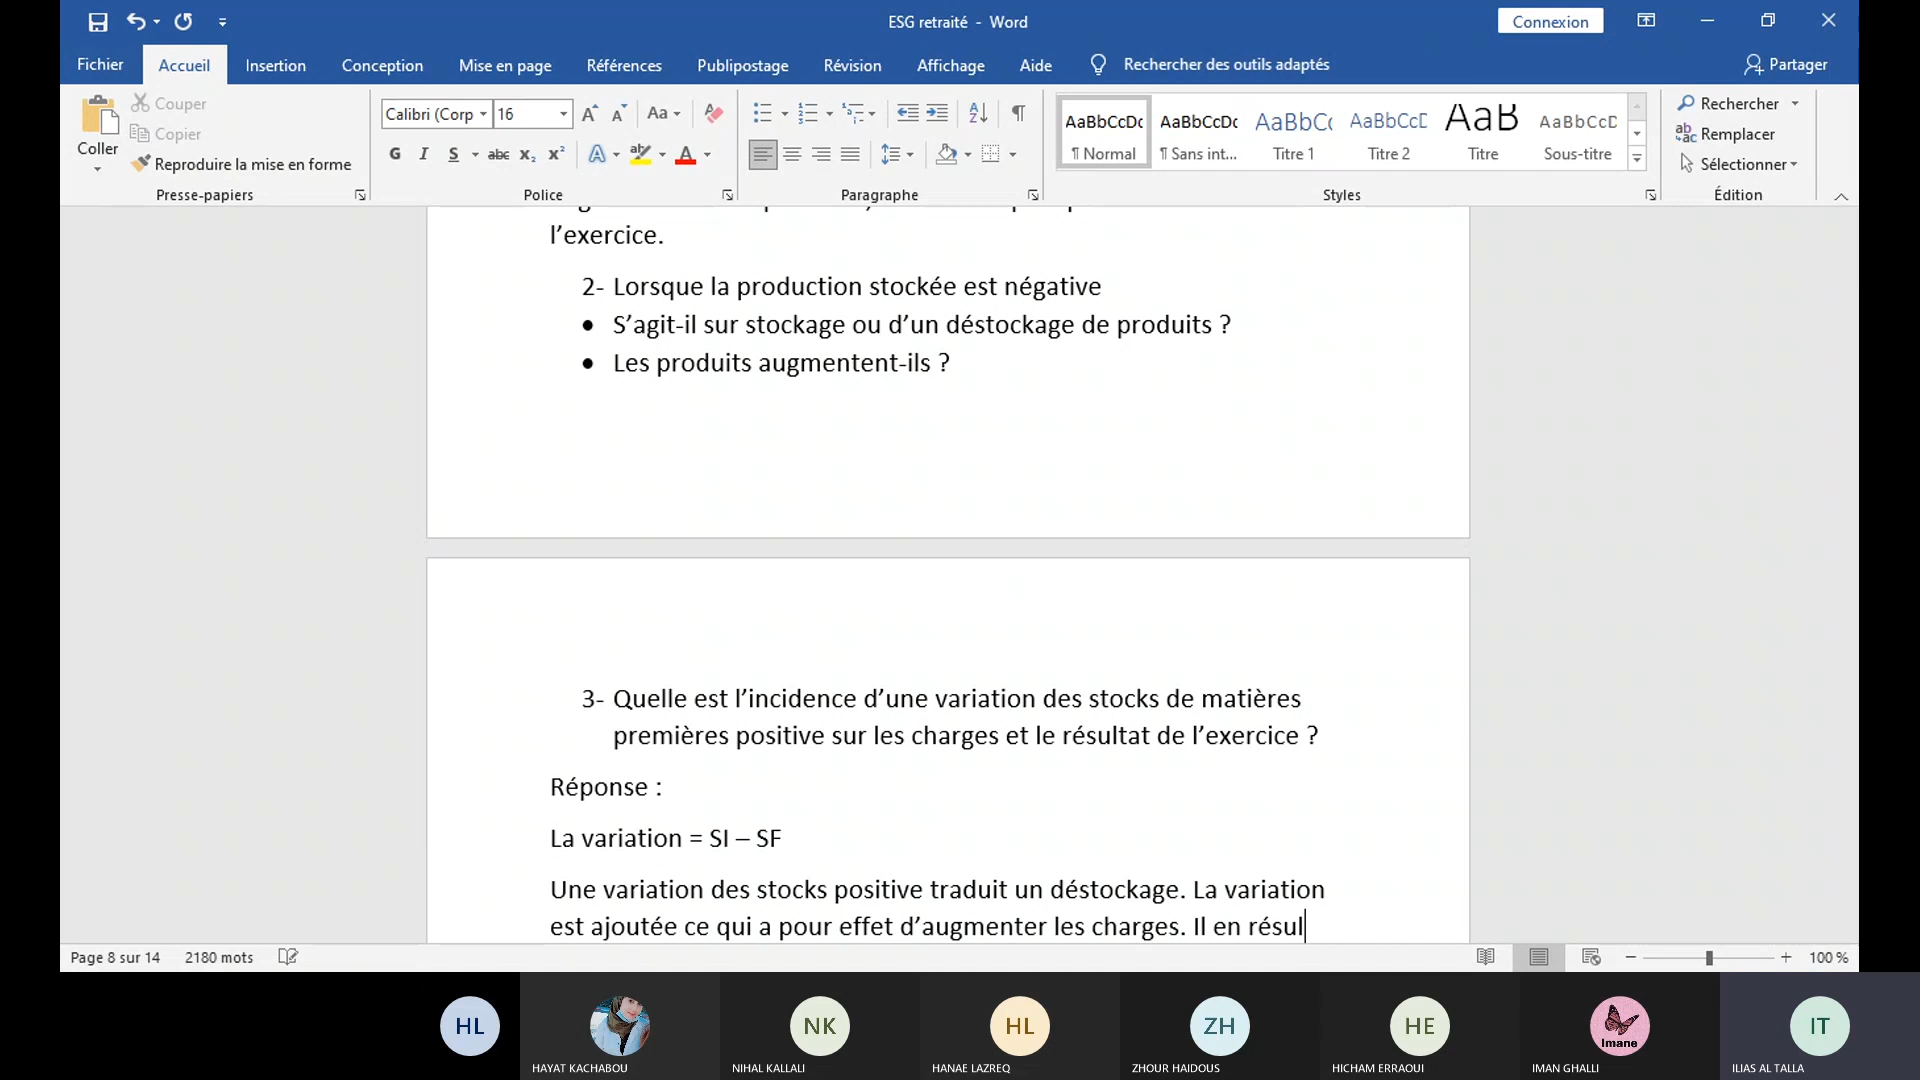 ESG retraité - Word
Connexion
Fichier
Accueil
Insertion
Conception
Mise en page
Références
Publipostage
Révision
Affichage
Aide
Rechercher des outils adaptés
Partager
Coller
Couper
Copier
Reproduire la mise en forme
Presse-papiers
Calibri (Corp
16
Aa
G I S abc x₂ x²
Police
Paragraphe
AaBbCcDc
¶ Normal
AaBbCcDc
¶ Sans int...
AaBbCc
Titre 1
AaBbCcD
Titre 2
AaB
Titre
AaBbCcD
Sous-titre
Styles
Rechercher
Remplacer
Sélectionner
Édition
l’exercice.
2- Lorsque la production stockée est négative
• S’agit-il sur stockage ou d’un déstockage de produits ?
• Les produits augmentent-ils ?
3- Quelle est l’incidence d’une variation des stocks de matières
premières positive sur les charges et le résultat de l’exercice ?
Réponse :
La variation = SI – SF
Une variation des stocks positive traduit un déstockage. La variation
est ajoutée ce qui a pour effet d’augmenter les charges. Il en résul
Page 8 sur 14
2180 mots
100 %
HL
NK
HL
ZH
HE
Imane
IT
HAYAT KACHABOU
NIHAL KALLALI
HANAE LAZREQ
ZHOUR HAIDOUS
HICHAM ERRAOUI
IMAN GHALLI
ILIAS AL TALLA